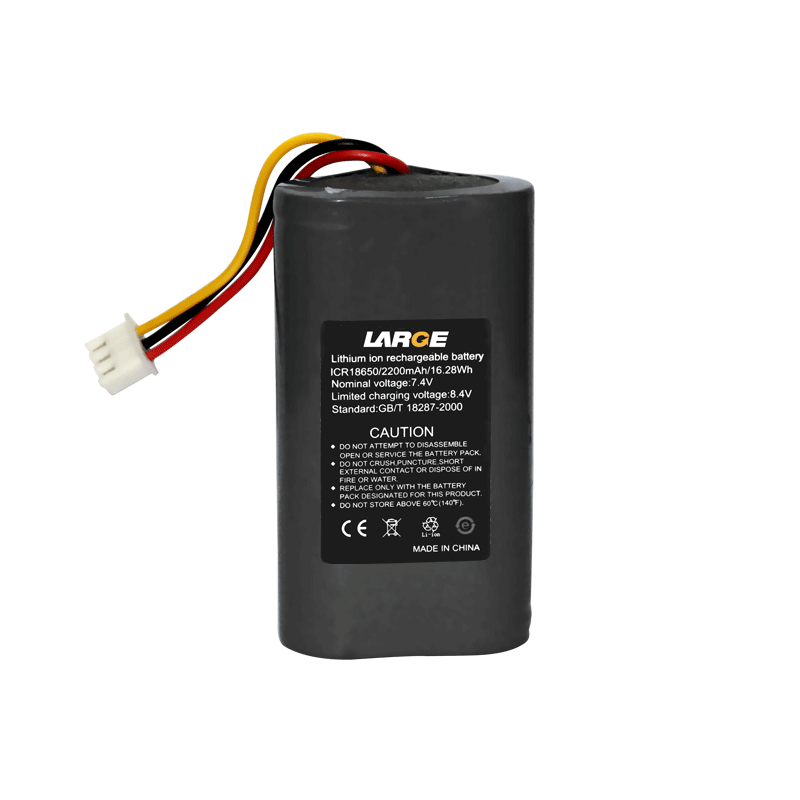 LARGE
Lithium ion rechargeable battery
ICR18650/2200mAh/16.28Wh
Nominal voltage:7.4V
Limited charging voltage:8.4V
Standard:GB/T 18287-2000
CAUTION
● DO NOT ATTEMPT TO DISASSEMBLE
OPEN OR SERVICE THE BATTERY PACK.
● DO NOT CRUSH,PUNCTURE,SHORT
EXTERNAL CONTACT OR DISPOSE OF IN
FIRE OR WATER.
● REPLACE ONLY WITH THE BATTERY
PACK DESIGNATED FOR THIS PRODUCT.
● DO NOT STORE ABOVE 60℃(140℉).
CE
Li-ion
e
MADE IN CHINA